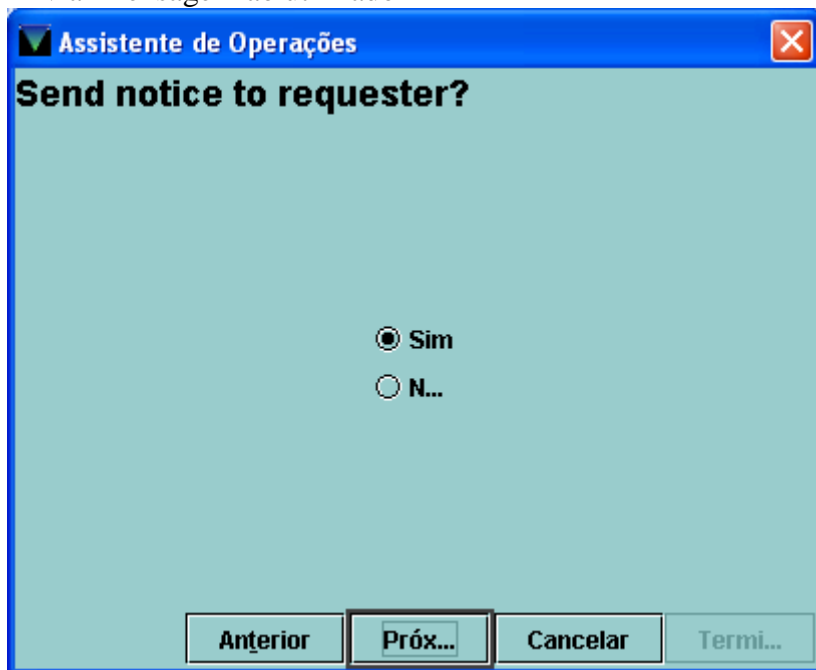 Assistente de Operações
Send notice to requester?
Sim
N...
Anterior Próx... Cancelar Termi...